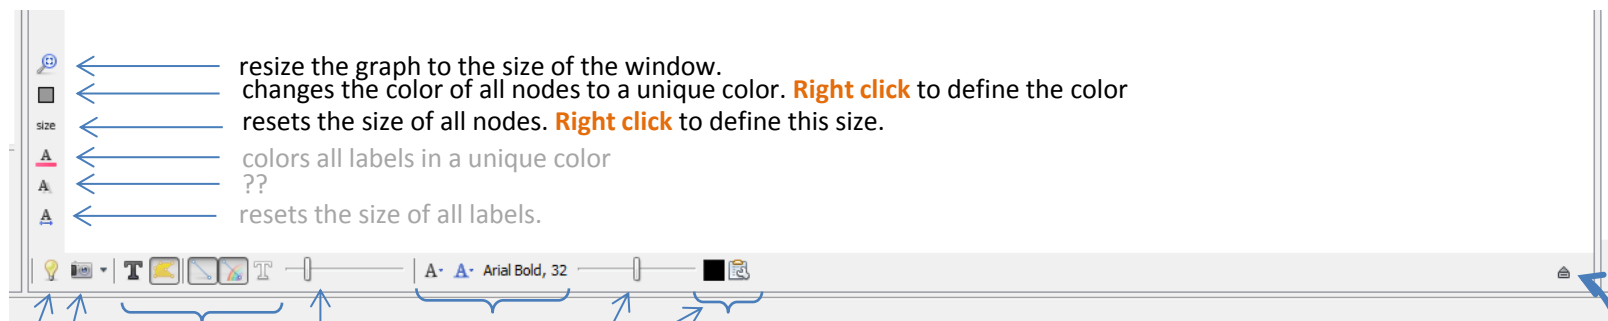 resize the graph to the size of the window.
changes the color of all nodes to a unique color. Right click to define the color
size resets the size of all nodes. Right click to define this size.
A colors all labels in a unique color
A ??
A resets the size of all labels.
T T A- A- Arial Bold, 32